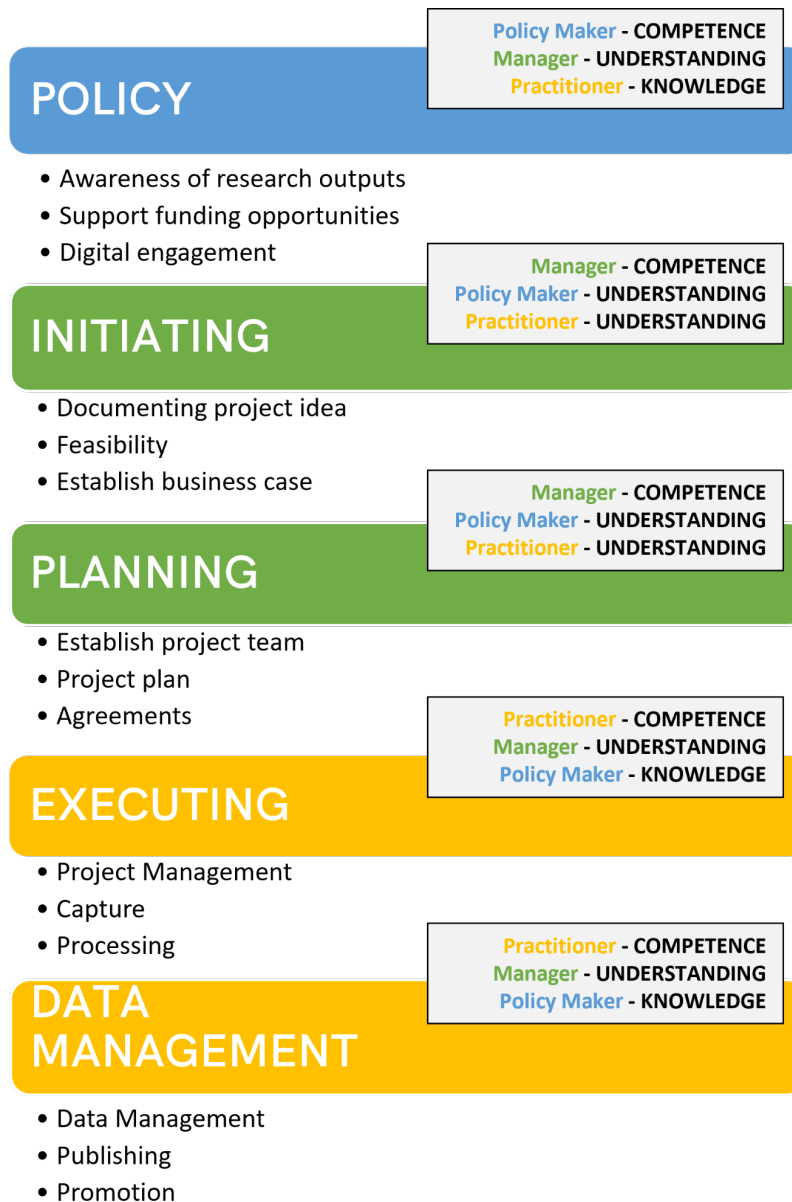 Policy Maker - COMPETENCE
Manager - UNDERSTANDING
Practitioner - KNOWLEDGE
POLICY
• Awareness of research outputs
• Support funding opportunities
• Digital engagement
Manager - COMPETENCE
Policy Maker - UNDERSTANDING
Practitioner - UNDERSTANDING
INITIATING
• Documenting project idea
• Feasibility
• Establish business case
Manager - COMPETENCE
Policy Maker - UNDERSTANDING
Practitioner - UNDERSTANDING
PLANNING
• Establish project team
• Project plan
• Agreements
Practitioner - COMPETENCE
Manager - UNDERSTANDING
Policy Maker - KNOWLEDGE
EXECUTING
• Project Management
• Capture
• Processing
Practitioner - COMPETENCE
Manager - UNDERSTANDING
Policy Maker - KNOWLEDGE
DATA
MANAGEMENT
• Data Management
• Publishing
• Promotion